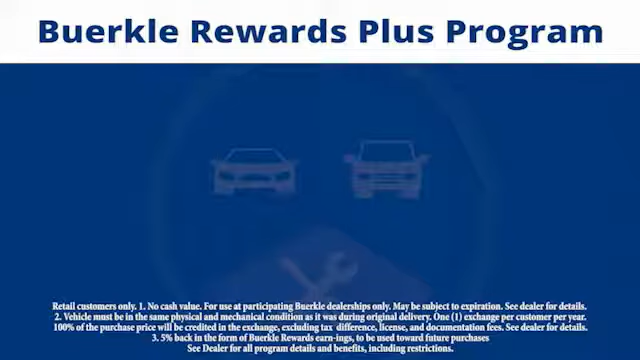 Buerkle Rewards Plus Program
Retail customers only. 1. No cash value. For use at participating Buerkle dealerships only. May be subject to expiration. See dealer for details.
2. Vehicle must be in the same physical and mechanical condition as it was during original delivery. One (1) exchange per customer per year.
100% of the purchase price will be credited in the exchange, excluding tax difference, license, and documentation fees. See dealer for details.
3. 5% back in the form of Buerkle Rewards earn-ings, to be used toward future purchases
See Dealer for all program details and benefits, including restrictions.